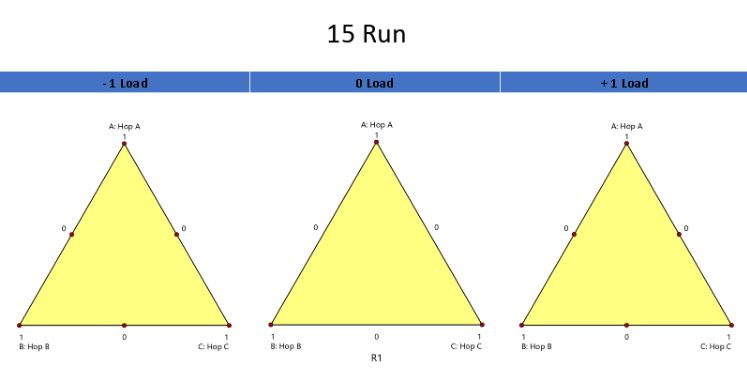 15 Run
- 1 Load 0 Load + 1 Load
A: Hop A A: Hop A A: Hop A
1 1 1
0 0 0 0 0 0
1 0 1 1 0 1 1 0 1
B: Hop B C: Hop C B: Hop B C: Hop C B: Hop B C: Hop C
R1